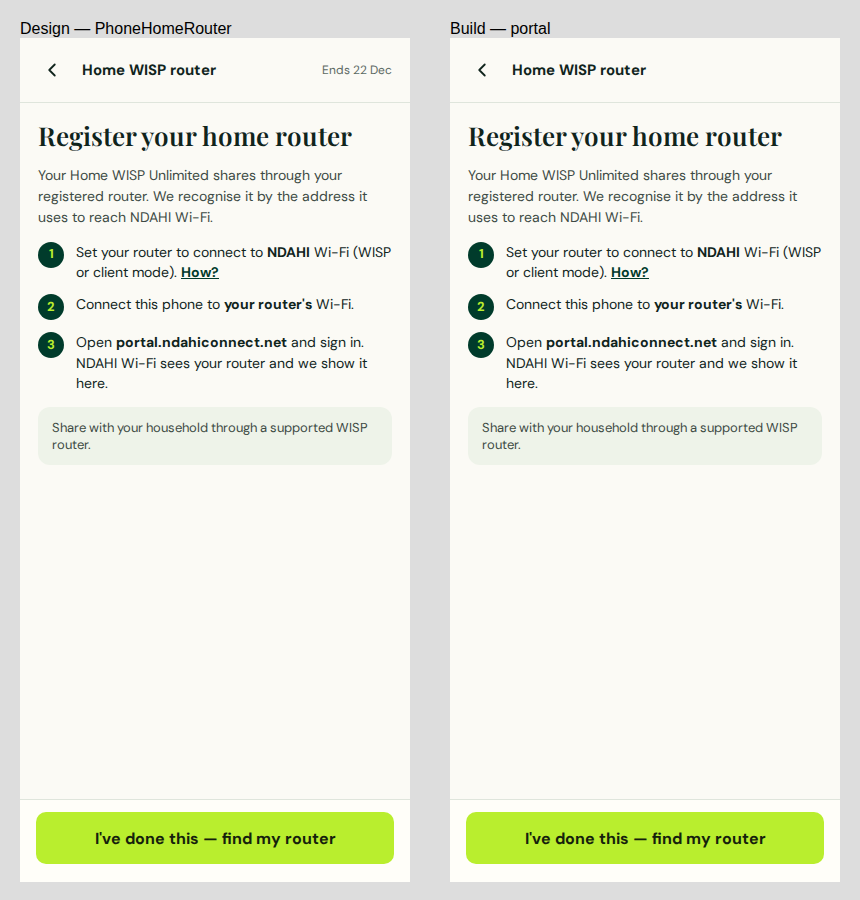 Design — PhoneHomeRouter
Home WISP router
Ends 22 Dec
Register your home router
Your Home WISP Unlimited shares through your
registered router. We recognise it by the address it
uses to reach NDAHI Wi-Fi.
1
Set your router to connect to NDAHI Wi-Fi (WISP
or client mode). How?
2
Connect this phone to your router's Wi-Fi.
3
Open portal.ndahiconnect.net and sign in.
NDAHI Wi-Fi sees your router and we show it
here.
Share with your household through a supported WISP
router.
I've done this — find my router
Build — portal
Home WISP router
Register your home router
Your Home WISP Unlimited shares through your
registered router. We recognise it by the address it
uses to reach NDAHI Wi-Fi.
1
Set your router to connect to NDAHI Wi-Fi (WISP
or client mode). How?
2
Connect this phone to your router's Wi-Fi.
3
Open portal.ndahiconnect.net and sign in.
NDAHI Wi-Fi sees your router and we show it
here.
Share with your household through a supported WISP
router.
I've done this — find my router